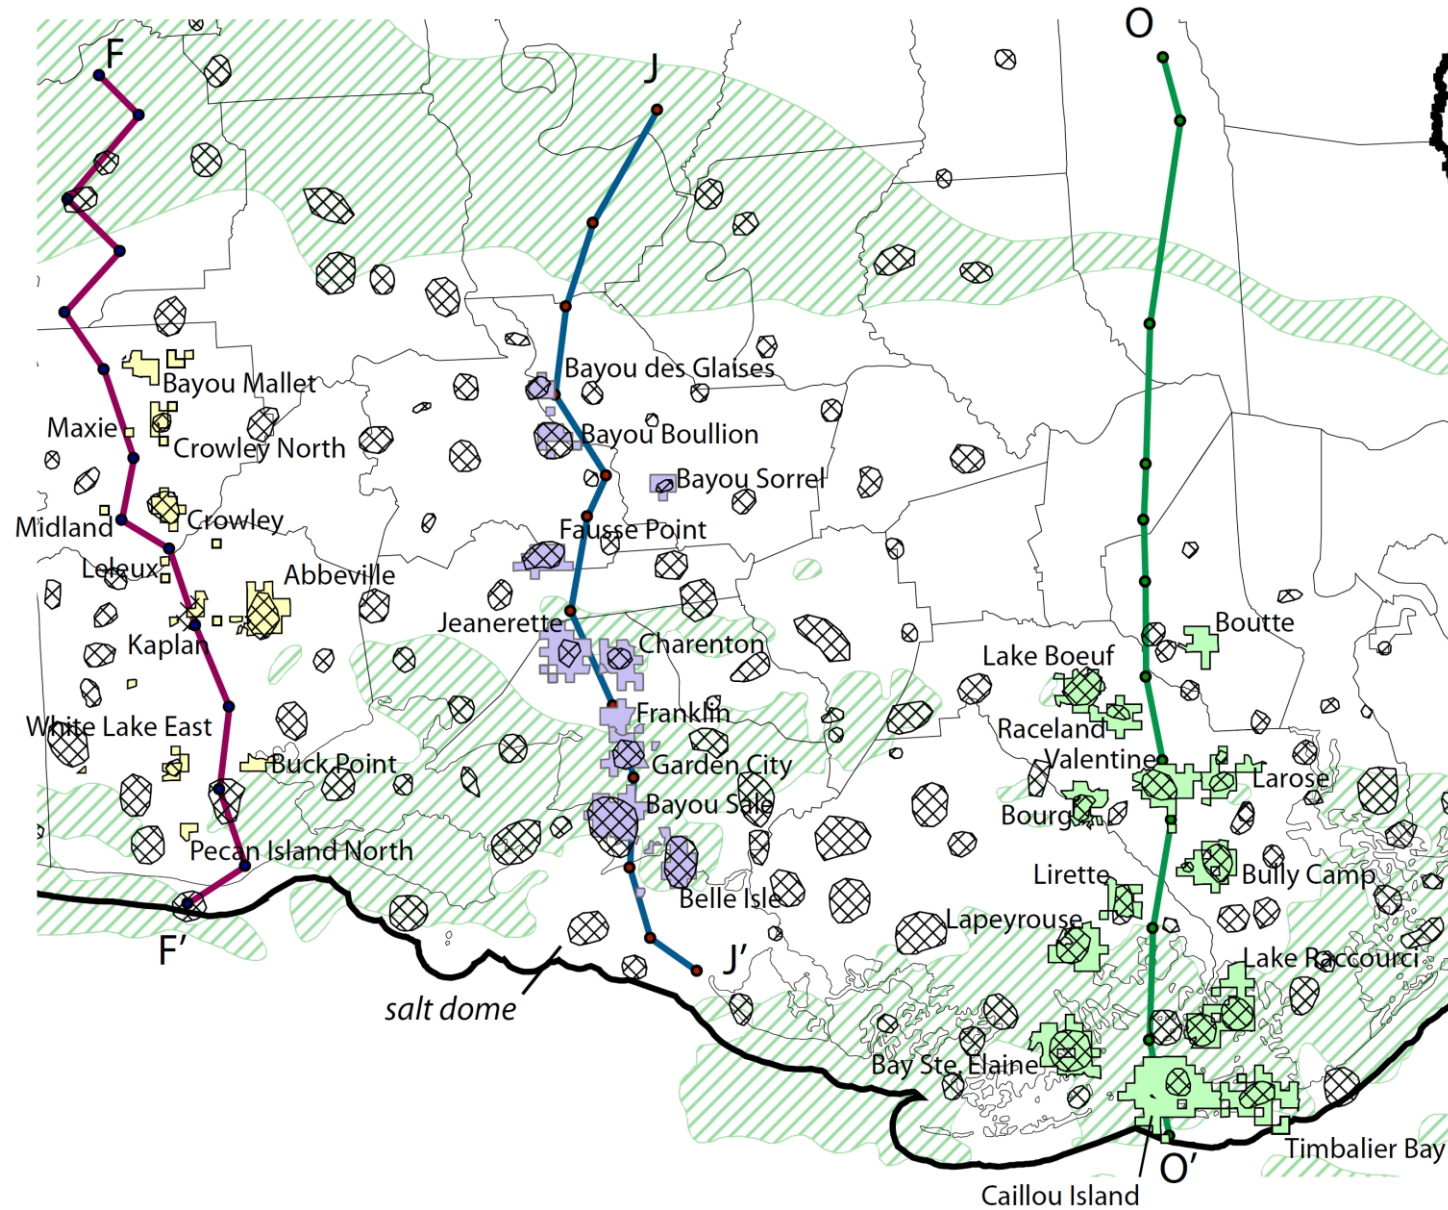 O
F
J
Bayou des Glaises
Bayou Mallet
Maxie
Bayou Boullion
Crowley North
Bayou Sorrel
Midland
Crowley
Fausse Point
Leleux
Abbeville
Jeanerette
Boutte
Kaplan
Charenton
Lake Boeuf
White Lake East
Franklin
Raceland
Buck Point
Garden City
Valentine
Larose
Bayou Sale
Bourg
Pecan Island North
Lirette
Bully Camp
Belle Isle
Lapeyrouse
F’
J’
Lake Raccourci
salt dome
Bay Ste. Elaine
Timbalier Bay
O’
Caillou Island